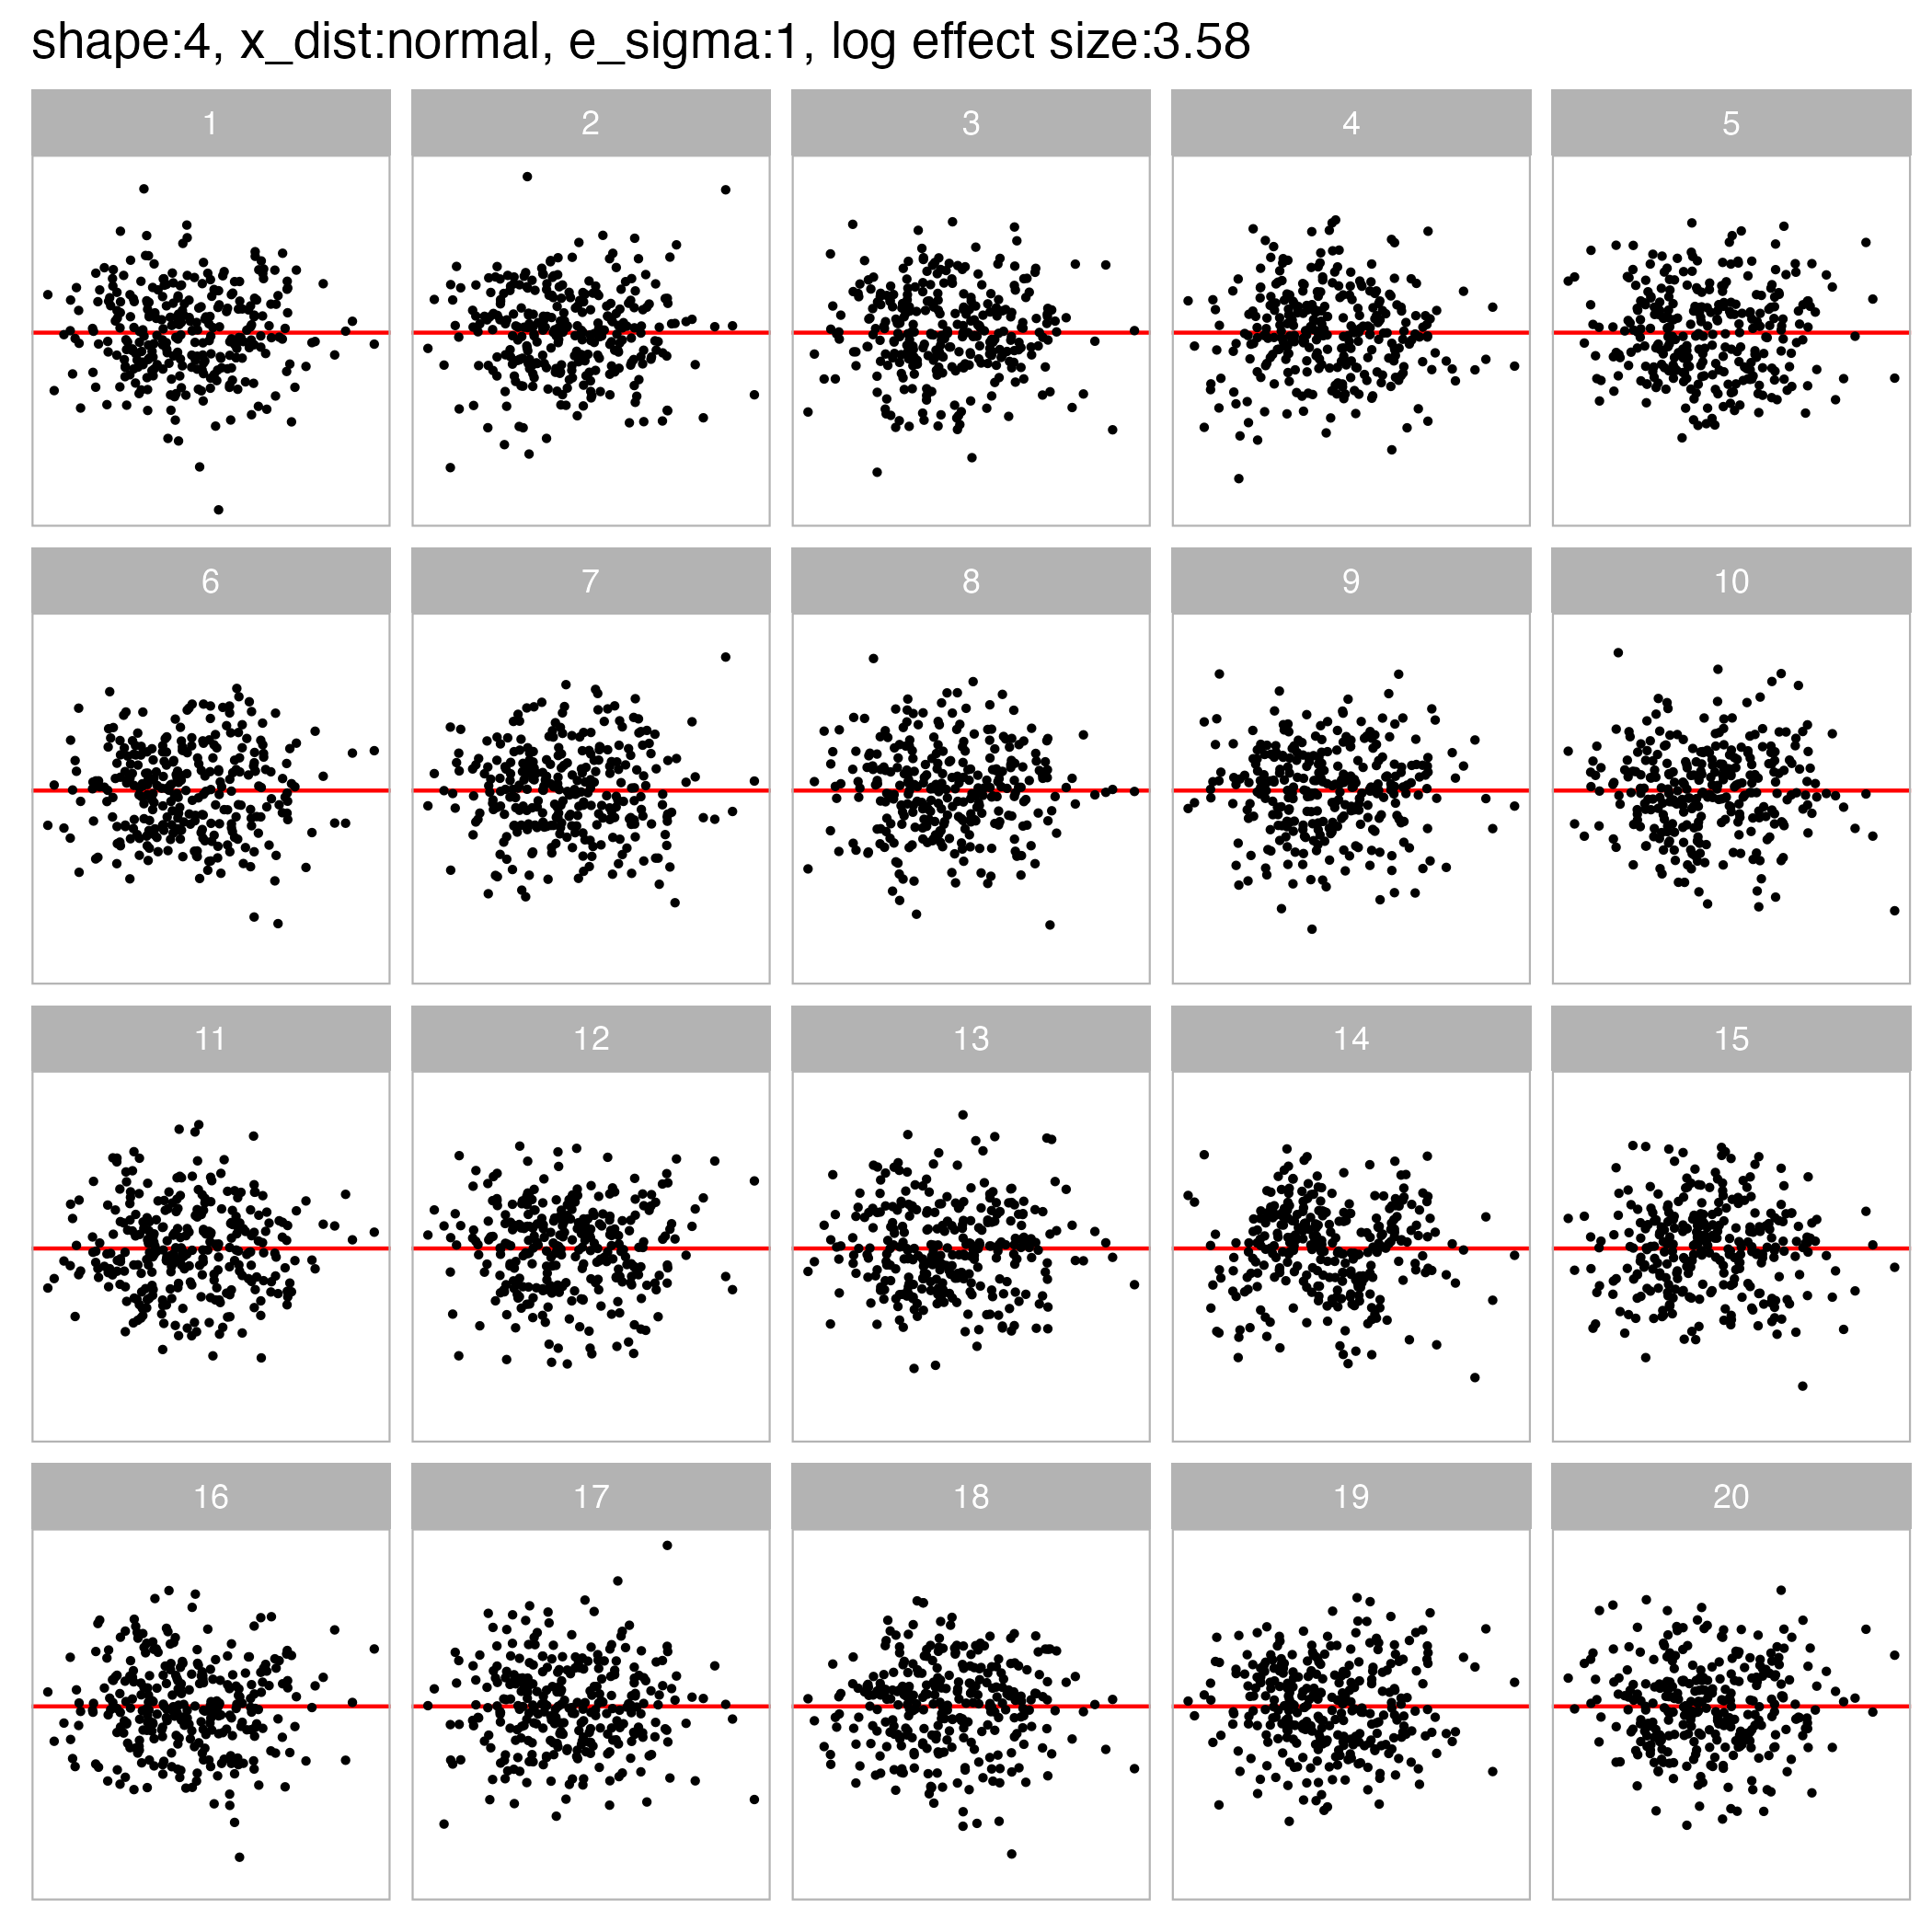 shape:4, x_dist:normal, e_sigma:1, log effect size:3.58
1 2 3 4 5
6 7 8 9 10
11 12 13 14 15
16 17 18 19 20